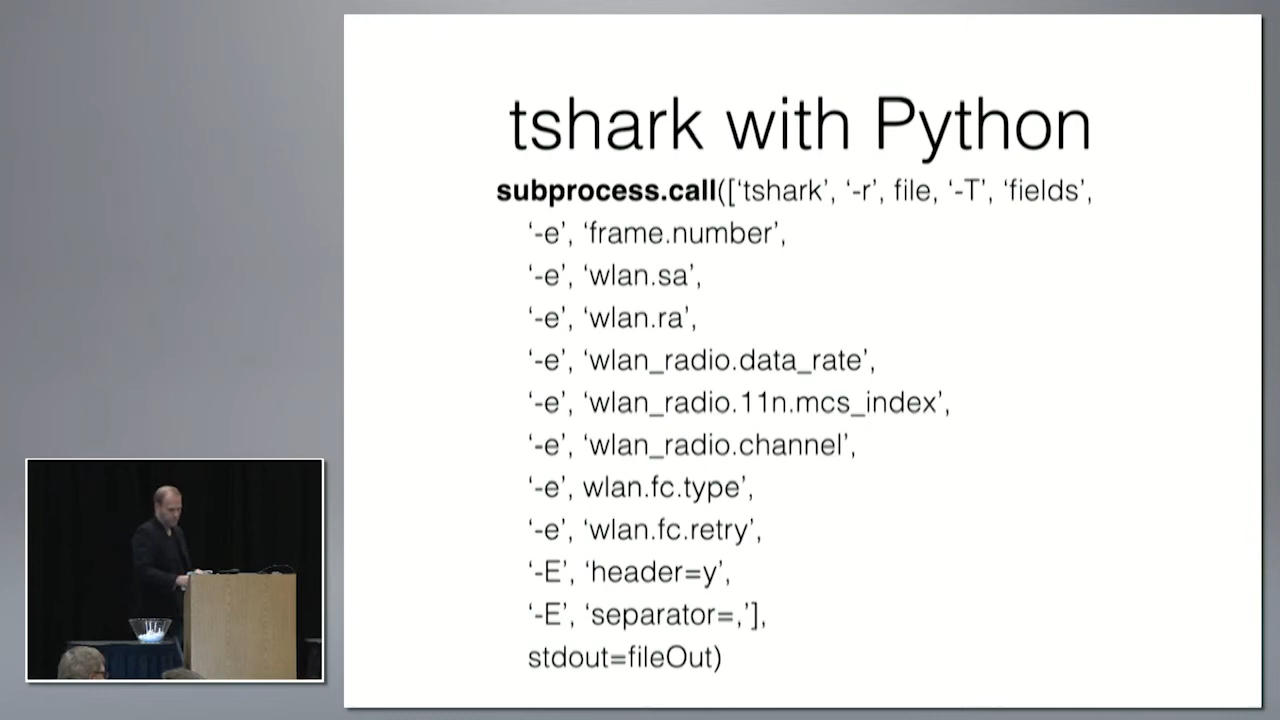 tshark with Python
subprocess.call([‘tshark’, ‘-r’, file, ‘-T’, ‘fields’,
‘-e’, ‘frame.number’,
‘-e’, ‘wlan.sa’,
‘-e’, ‘wlan.ra’,
‘-e’, ‘wlan_radio.data_rate’,
‘-e’, ‘wlan_radio.11n.mcs_index’,
‘-e’, ‘wlan_radio.channel’,
‘-e’, wlan.fc.type’,
‘-e’, ‘wlan.fc.retry’,
‘-E’, ‘header=y’,
‘-E’, ‘separator=,’],
stdout=fileOut)